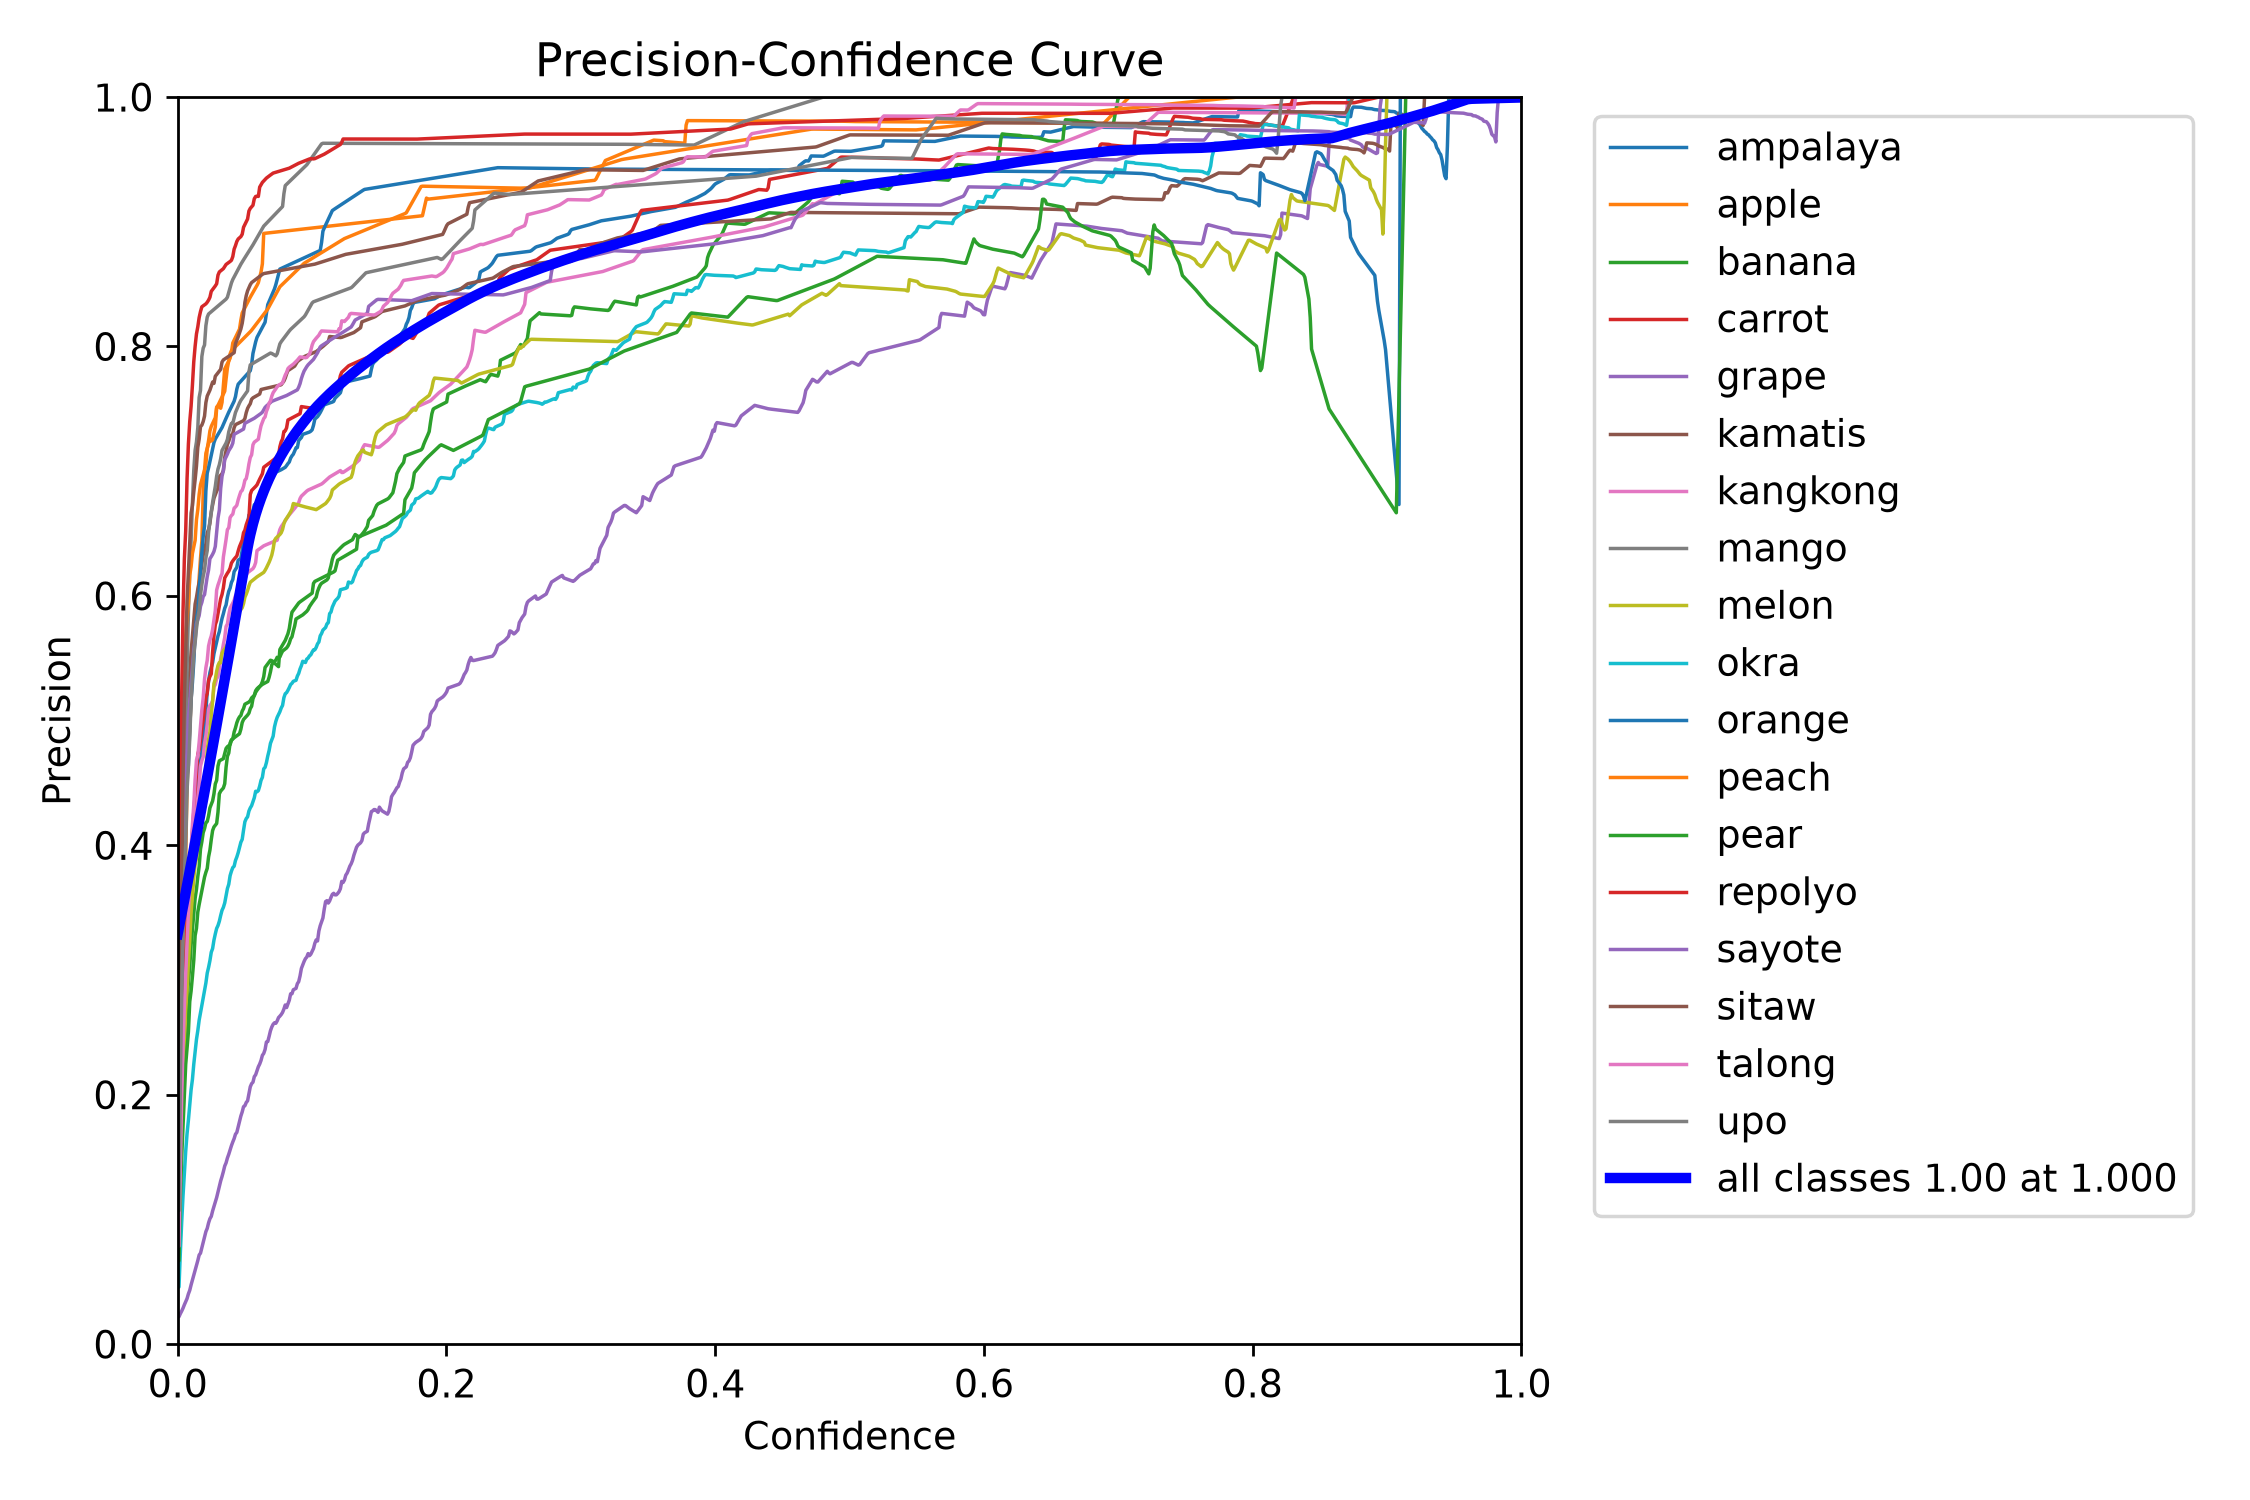 Precision-Confidence Curve
1.0
0.8
0.6
0.4
0.2
0.0
Precision
0.0 0.2 0.4 0.6 0.8 1.0
Confidence
ampalaya
apple
banana
carrot
grape
kamatis
kangkong
mango
melon
okra
orange
peach
pear
repolyo
sayote
sitaw
talong
upo
all classes 1.00 at 1.000